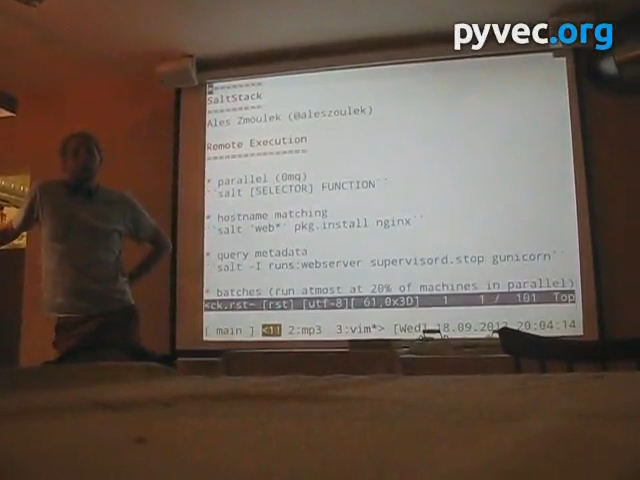 pyvec.org
=========
SaltStack
=========
Ales Zmoulek (@aleszoulek)
Remote Execution
================
* parallel (0mq)
``salt [SELECTOR] FUNCTION``
* hostname matching
``salt 'web*' pkg.install nginx``
* query metadata
``salt -I runs:webserver supervisord.stop gunicorn``
* batches (run atmost at 20% of machines in parallel)
<ck.rst- [rst] [utf-8][ 61,0x3D] 1 1/ 101 Top
[ main ] <1! 2:mp3 3:vim*> [Wed 18.09.2013 20:04:14